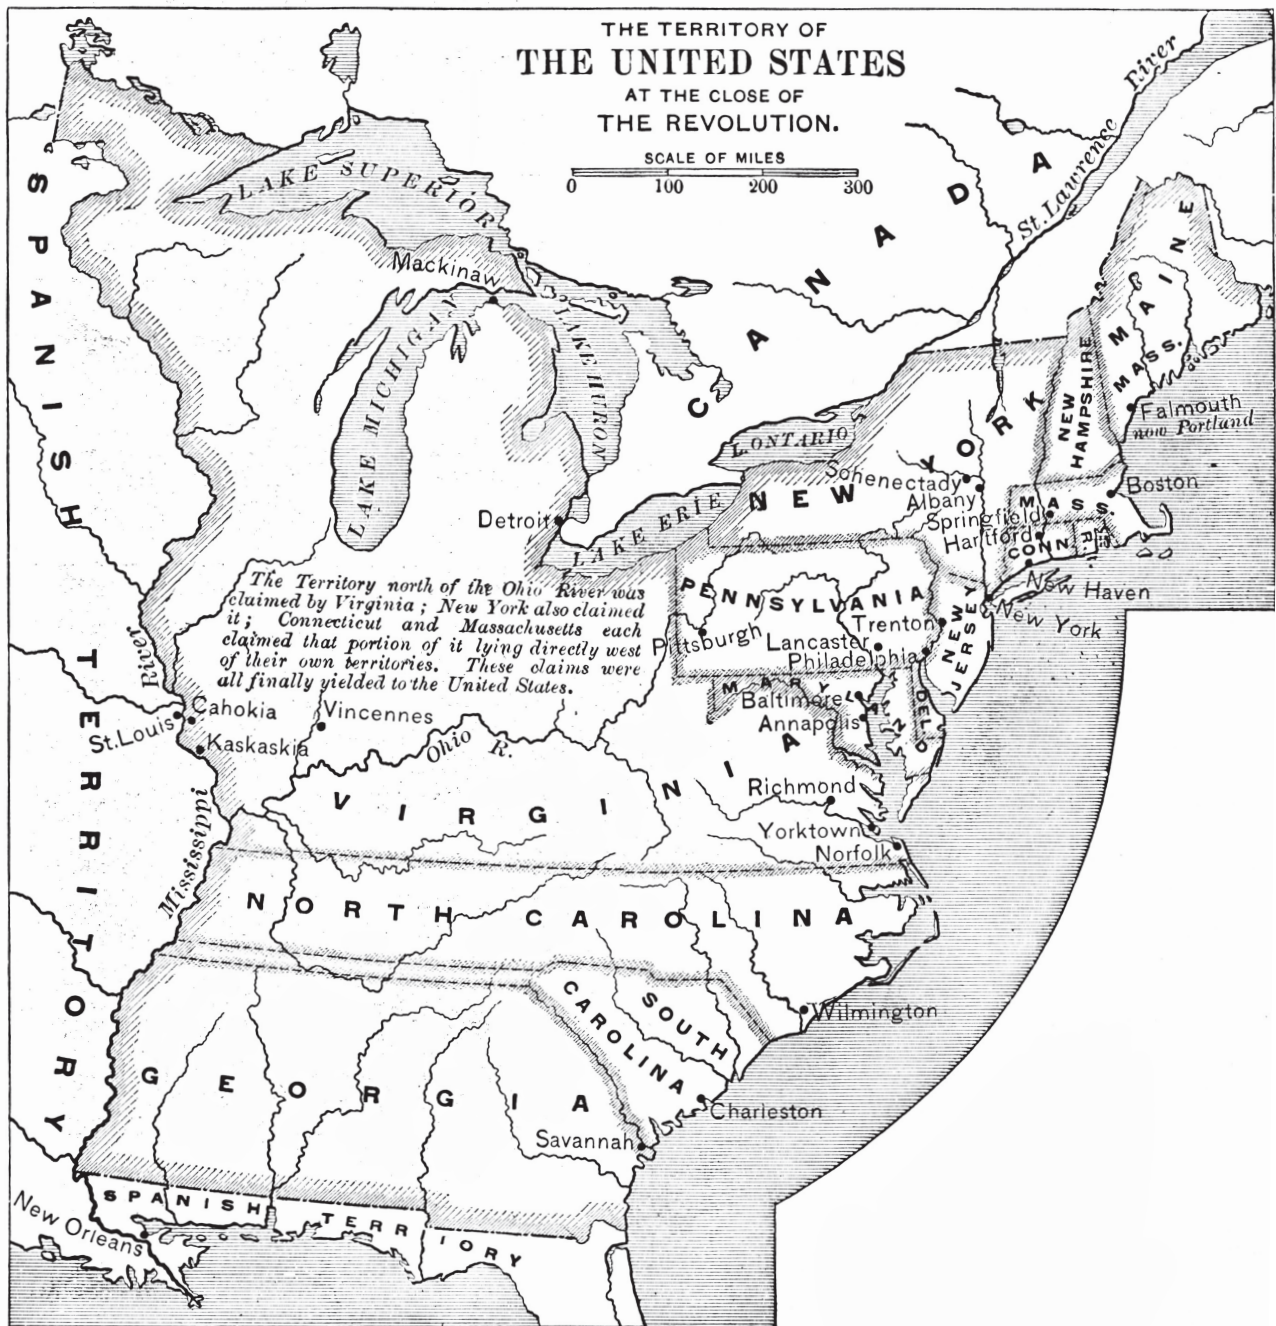 THE TERRITORY OF
THE UNITED STATES
AT THE CLOSE OF
THE REVOLUTION.
SCALE OF MILES
0 100 200 300
SPANISH TERRITORY
CANADA
St. Lawrence River
LAKE SUPERIOR
Mackinaw
LAKE MICHIGAN
LAKE HURON
L. ONTARIO
LAKE ERIE
Detroit
MAINE
MASS.
NEW HAMPSHIRE
Falmouth
now Portland
NEW YORK
Schenectady
Albany
Boston
MASS.
Springfield
Hartford
CONN.
R.I.
New Haven
New York
The Territory north of the Ohio River was
claimed by Virginia; New York also claimed
it; Connecticut and Massachusetts each
claimed that portion of it lying directly west
of their own territories. These claims were
all finally yielded to the United States.
PENNSYLVANIA
Pittsburgh
Lancaster
Philadelphia
Trenton
NEW JERSEY
MARYLAND
Baltimore
Annapolis
DEL.
Mississippi River
St. Louis
Cahokia
Kaskaskia
Vincennes
Ohio R.
VIRGINIA
Richmond
Yorktown
Norfolk
NORTH CAROLINA
Wilmington
SOUTH
CAROLINA
Charleston
GEORGIA
Savannah
SPANISH TERRIORY
New Orleans